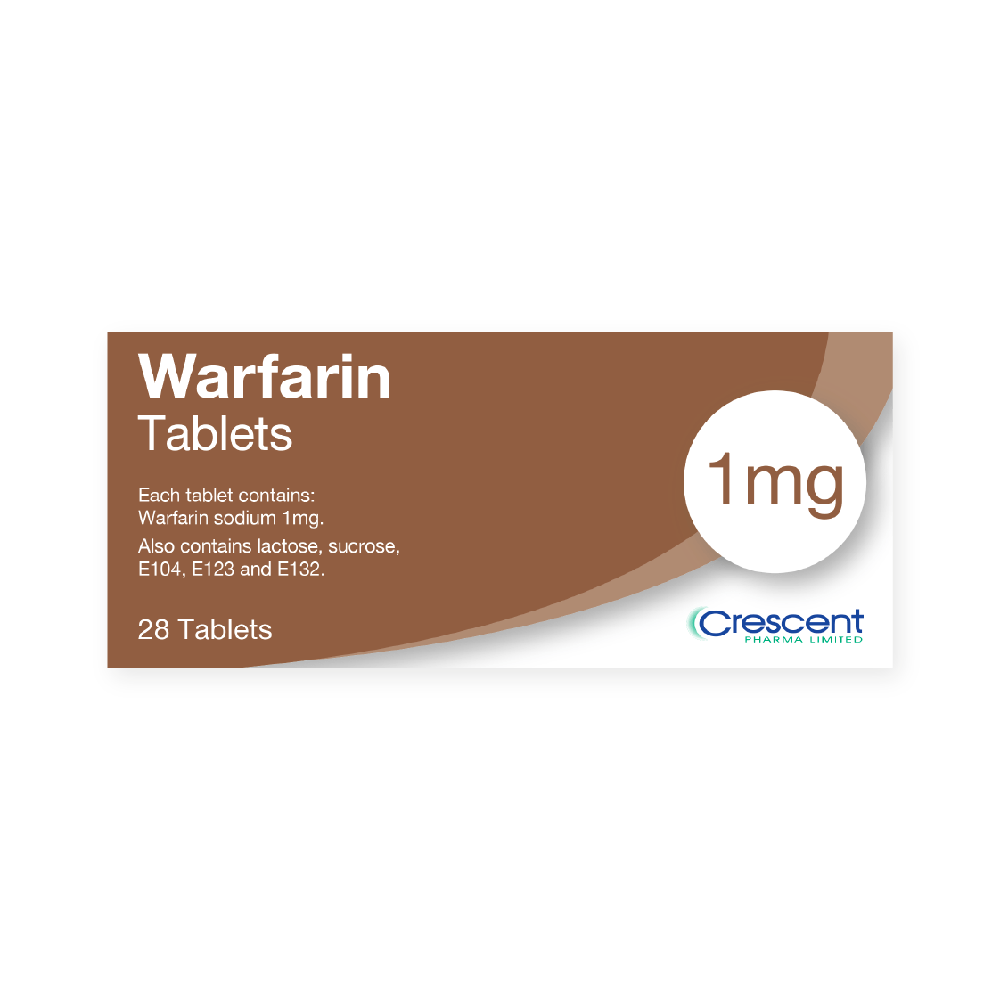 Warfarin
Tablets
1mg
Each tablet contains:
Warfarin sodium 1mg.
Also contains lactose, sucrose,
E104, E123 and E132.
28 Tablets
Crescent
PHARMA LIMITED